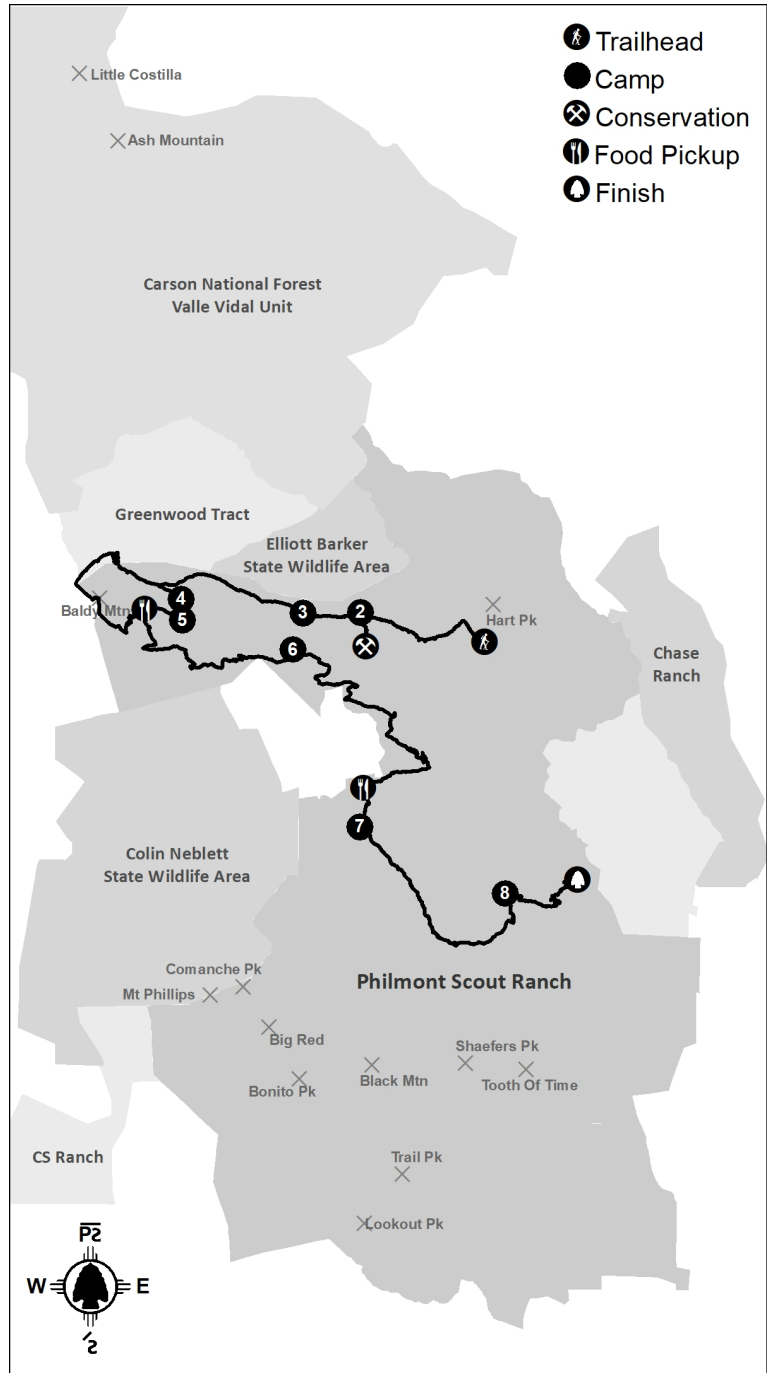 Trailhead
Camp
Conservation
Food Pickup
Finish
Little Costilla
Ash Mountain
Carson National Forest
Valle Vidal Unit
Greenwood Tract
Elliott Barker
State Wildlife Area
Baldy Mtn
4
5
3
2
6
Hart Pk
Chase
Ranch
7
Colin Neblett
State Wildlife Area
8
Comanche Pk
Mt Phillips
Philmont Scout Ranch
Big Red
Shaefers Pk
Black Mtn
Tooth Of Time
Bonito Pk
CS Ranch
Trail Pk
Lookout Pk
W
E